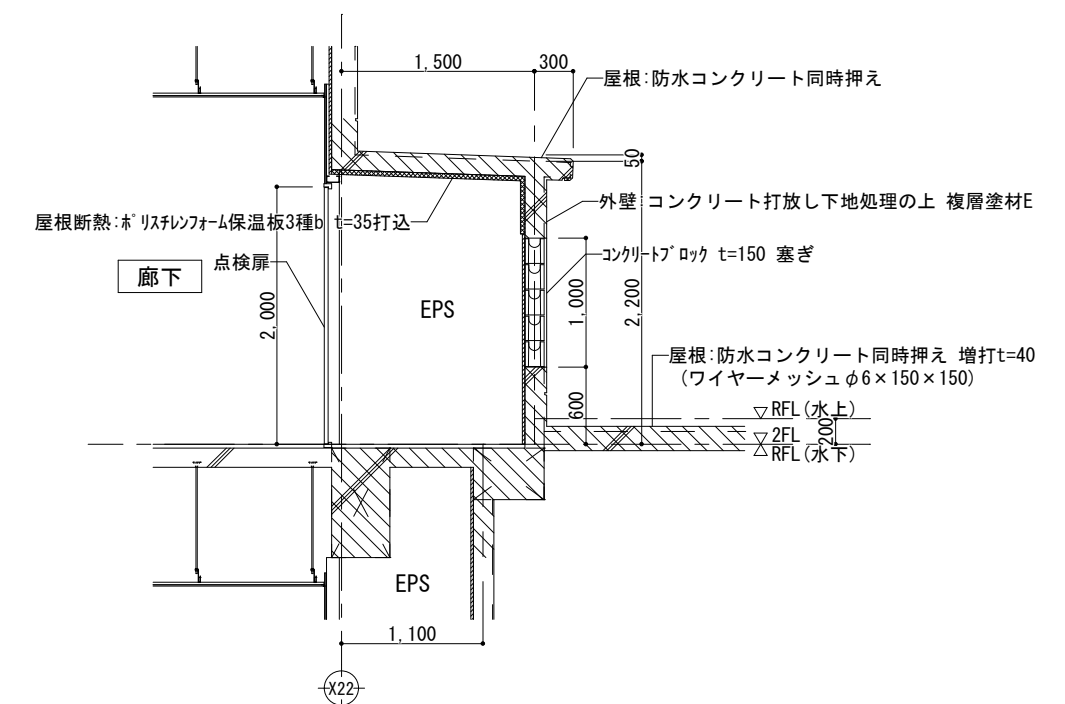 1,500
300
屋根:防水コンクリート同時押え
50
外壁:コンクリート打放し下地処理の上 複層塗材E
屋根断熱:ﾎﾟﾘｽﾁﾚﾝﾌｫｰﾑ保温板3種b t=35打込
点検扉
ｺﾝｸﾘｰﾄﾌﾞﾛｯｸ t=150 塞ぎ
廊下
2,000
EPS
1,000
2,200
屋根:防水コンクリート同時押え 増打t=40
(ワイヤーメッシュφ6×150×150)
600
RFL(水上)
2FL
200
RFL(水下)
EPS
1,100
X22